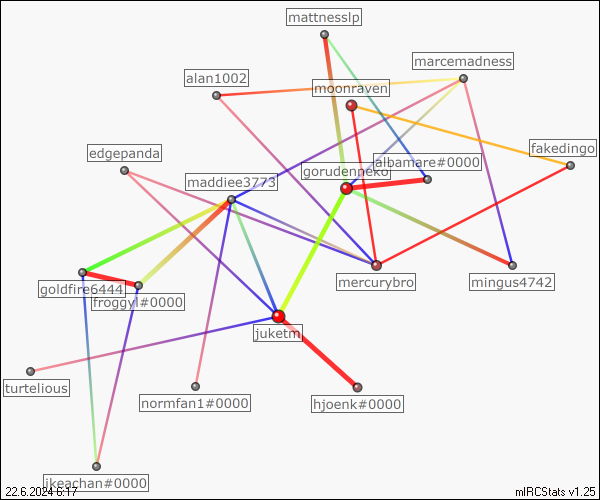 mattnesslp
marcemadness
alan1002
moonraven
fakedingo
edgepanda
albamare#0000
gorudenneko
maddiee3773
goldfire6444
froggyl#0000
mercurybro
mingus4742
juketm
turtelious
normfan1#0000
hjoenk#0000
jkeachan#0000
22.6.2024 6:17
mIRCStats v1.25